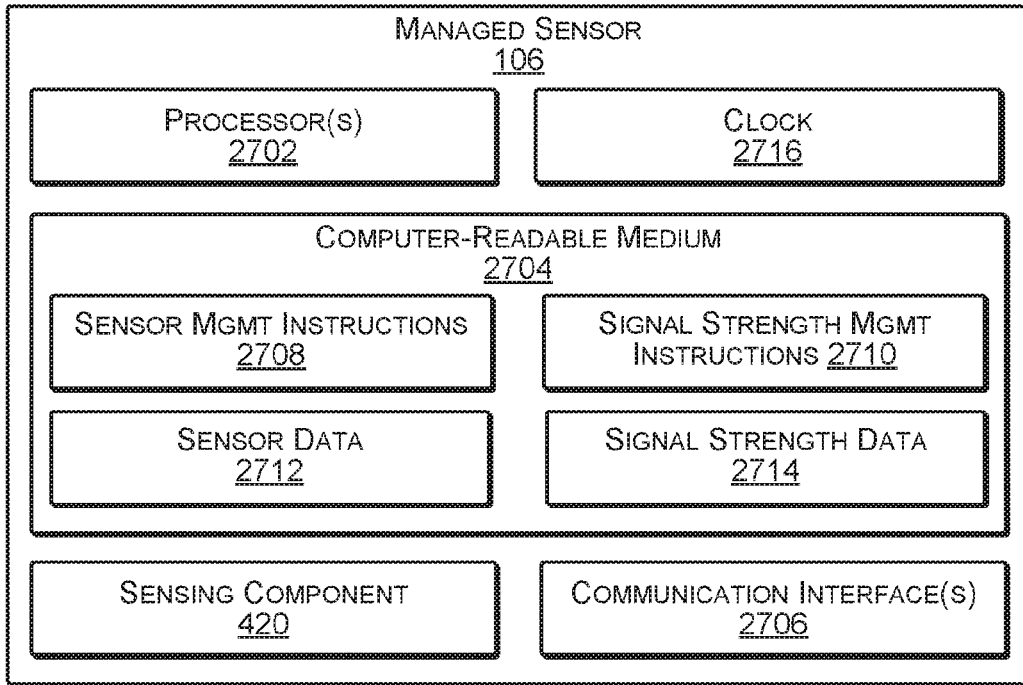 MANAGED SENSOR
106
PROCESSOR(S)
2702
CLOCK
2716
COMPUTER-READABLE MEDIUM
2704
SENSOR MGMT INSTRUCTIONS
2708
SIGNAL STRENGTH MGMT
INSTRUCTIONS 2710
SENSOR DATA
2712
SIGNAL STRENGTH DATA
2714
SENSING COMPONENT
420
COMMUNICATION INTERFACE(S)
2706